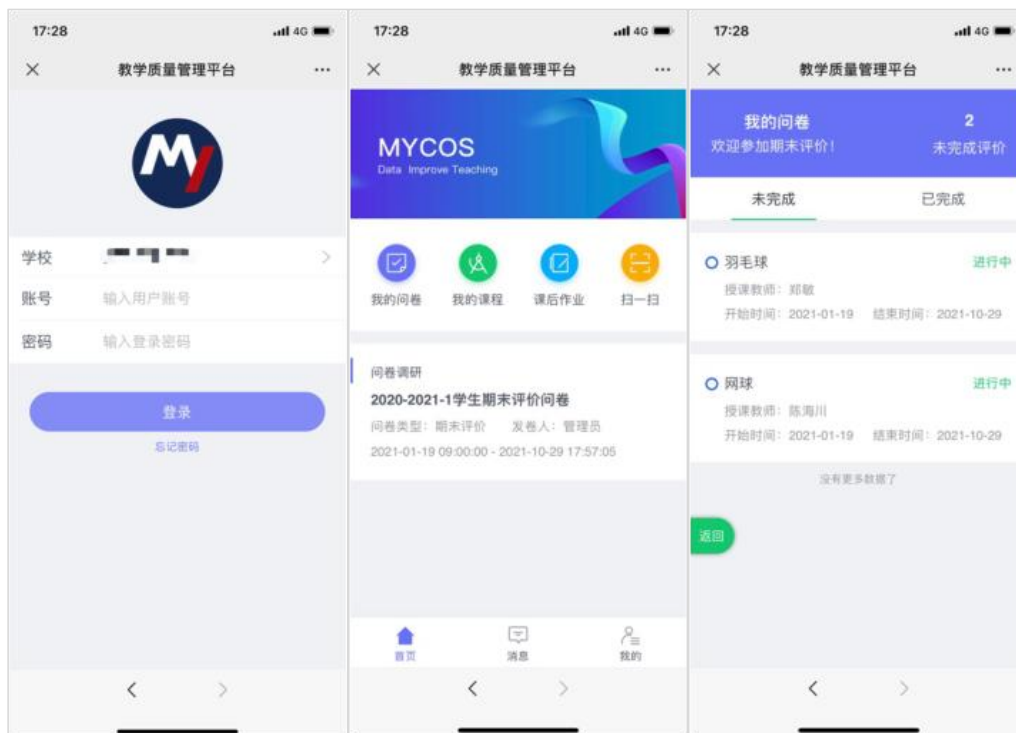 17:28
4G
教学质量管理平台
My
学校
账号 输入用户账号
密码 输入登录密码
登录
忘记密码
17:28
4G
教学质量管理平台
MYCOS
Data Improve Teaching
我的问卷 我的课程 课后作业 扫一扫
问卷调研
2020-2021-1学生期末评价问卷
问卷类型：期末评价 发卷人：管理员
2021-01-19 09:00:00 - 2021-10-29 17:57:05
首页 消息 我的
17:28
4G
教学质量管理平台
我的问卷 2
欢迎参加期末评价！ 未完成评价
未完成 已完成
羽毛球 进行中
授课教师：郑敏
开始时间：2021-01-19 结束时间：2021-10-29
网球 进行中
授课教师：陈海川
开始时间：2021-01-19 结束时间：2021-10-29
没有更多数据了
返回